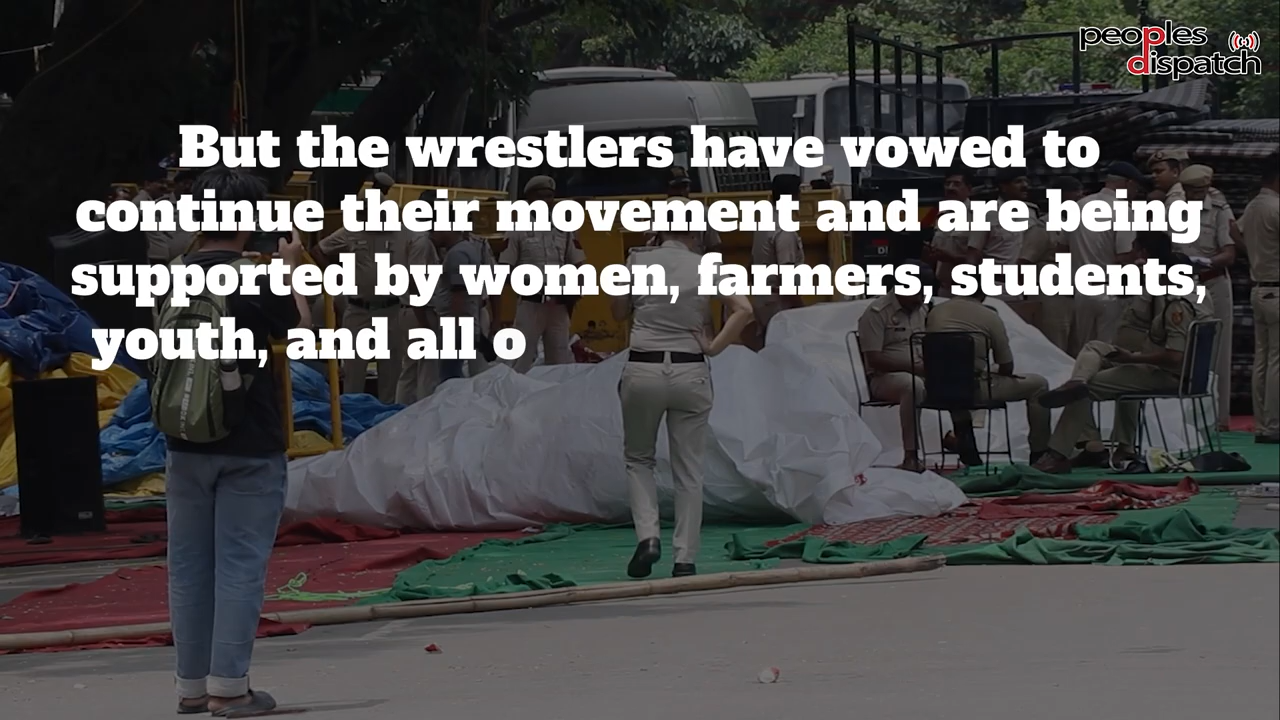 peoples
dispatch
But the wrestlers have vowed to
continue their movement and are being
supported by women, farmers, students,
youth, and all o